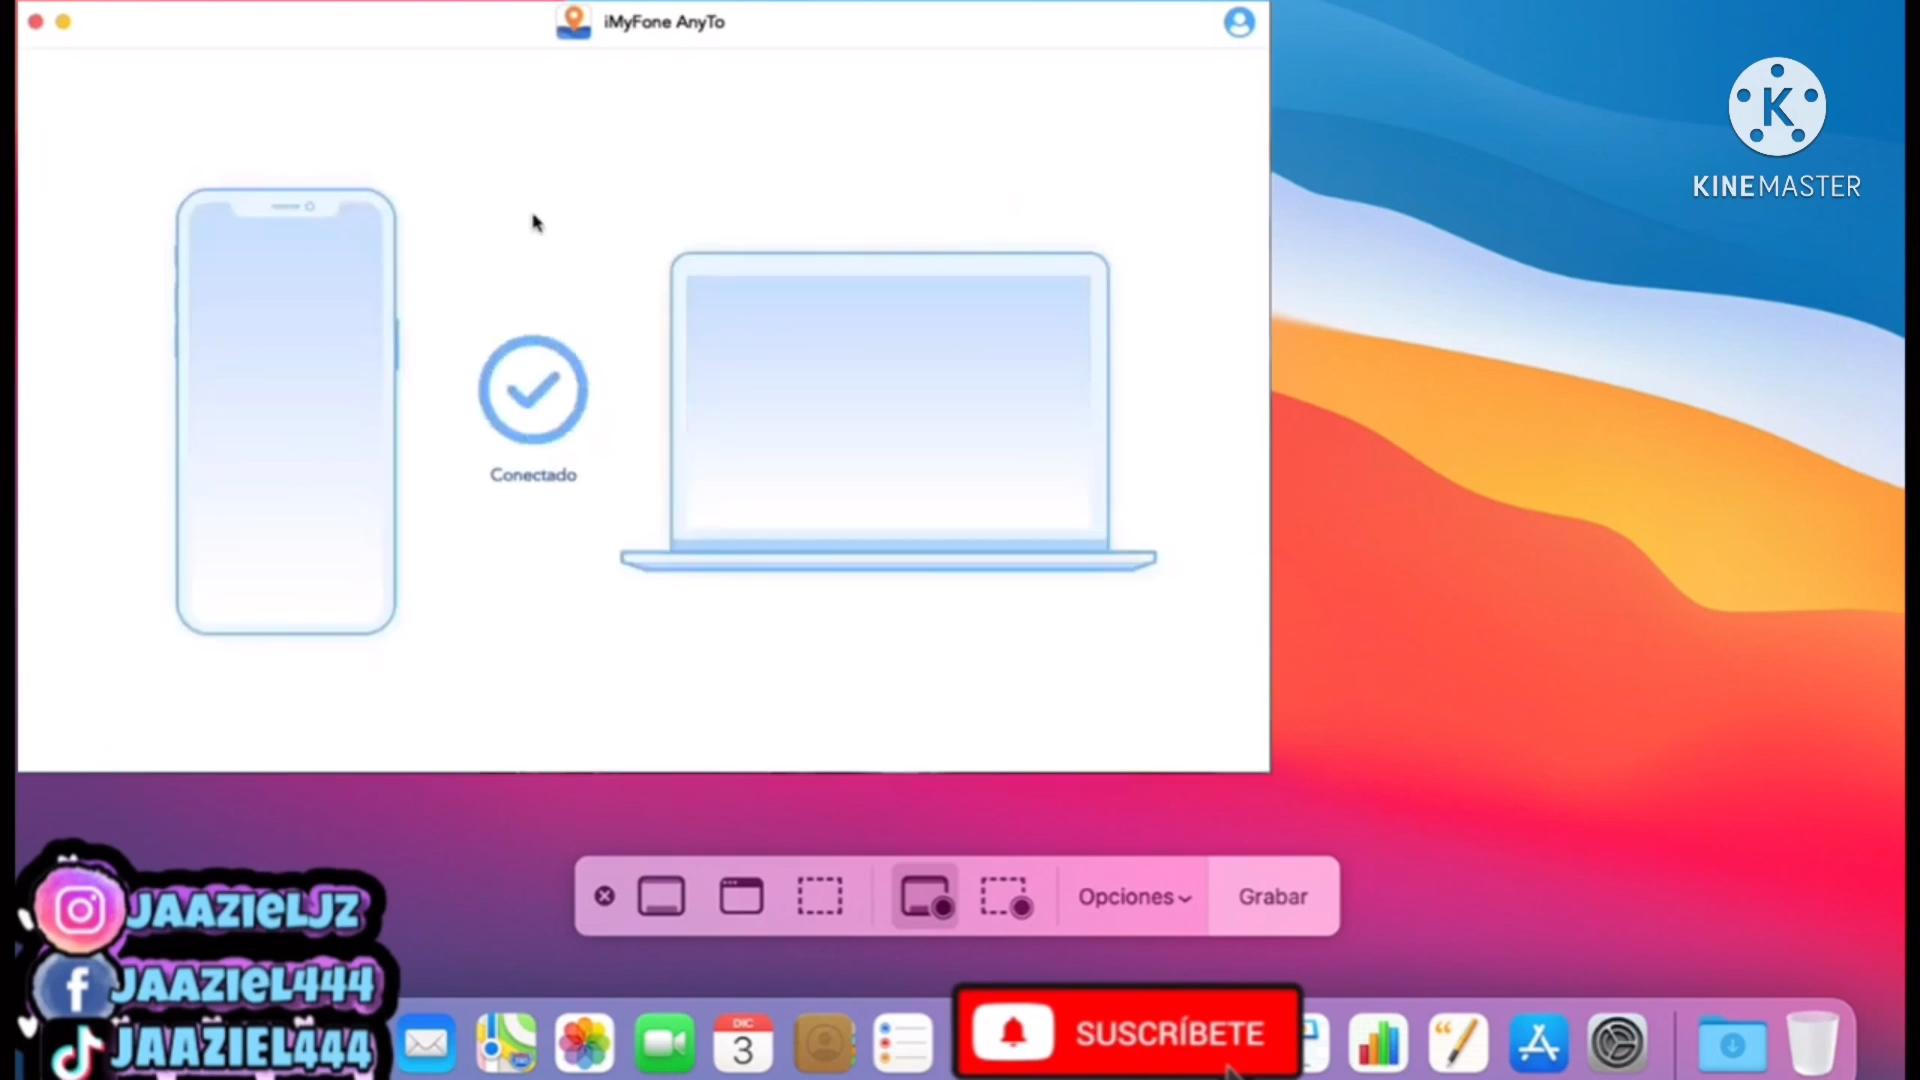 iMyFone AnyTo
K
KINEMASTER
Conectado
Opciones
Grabar
JAAZIELJZ
JAAZIEL444
JAAZIEL444
DIC
3
SUSCRÍBETE